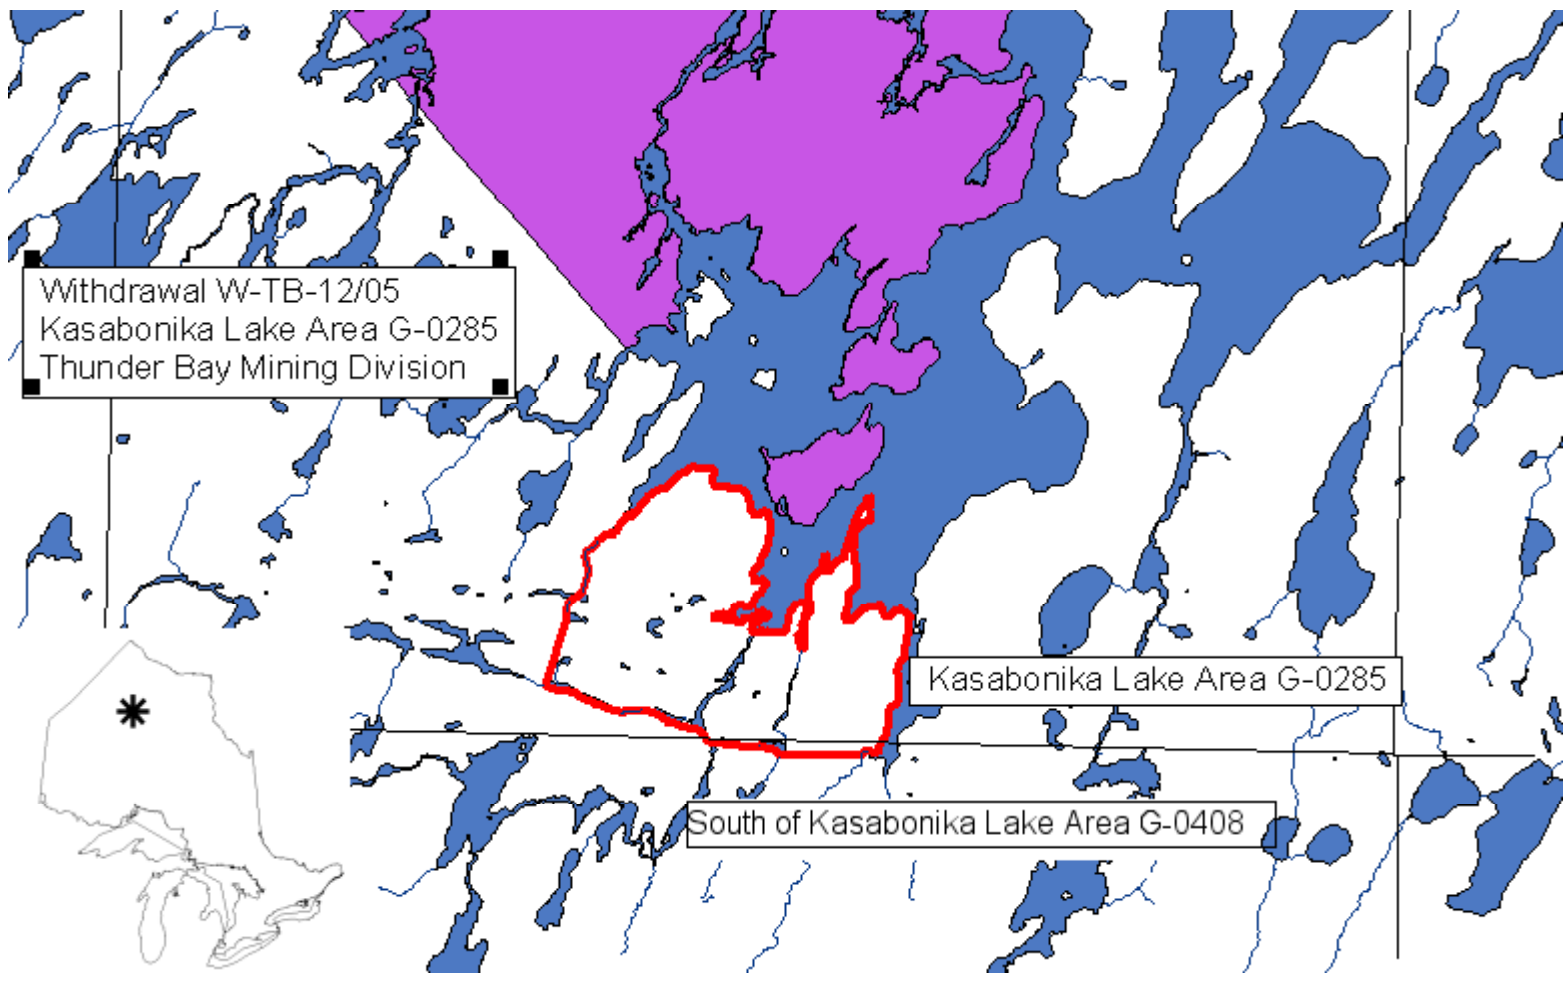 Withdrawal W-TB-12/05
Kasabonika Lake Area G-0285
Thunder Bay Mining Division
Kasabonika Lake Area G-0285
South of Kasabonika Lake Area G-0408